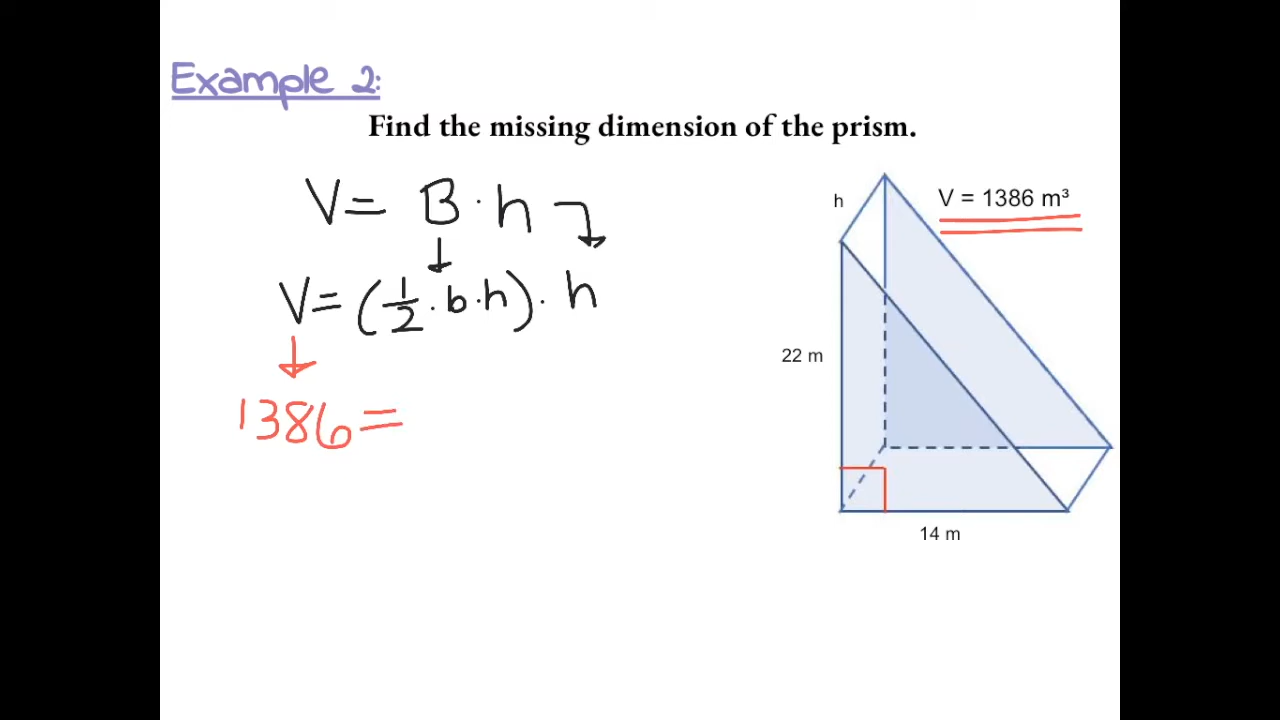 Example 2:
Find the missing dimension of the prism.
V = B · h
V = (1/2 · b · h) · h
1386 =
h
V = 1386 m³
22 m
14 m